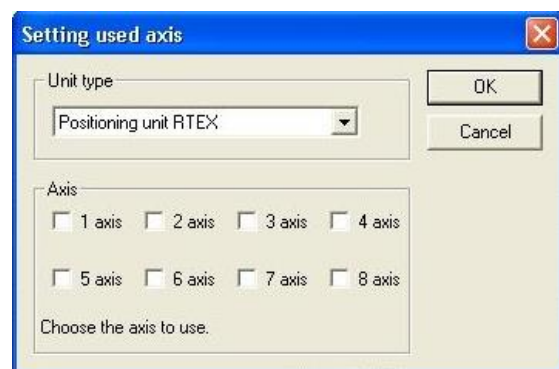 Setting used axis
Unit type
OK
Positioning unit RTEX
Cancel
Axis
1 axis 2 axis 3 axis 4 axis
5 axis 6 axis 7 axis 8 axis
Choose the axis to use.